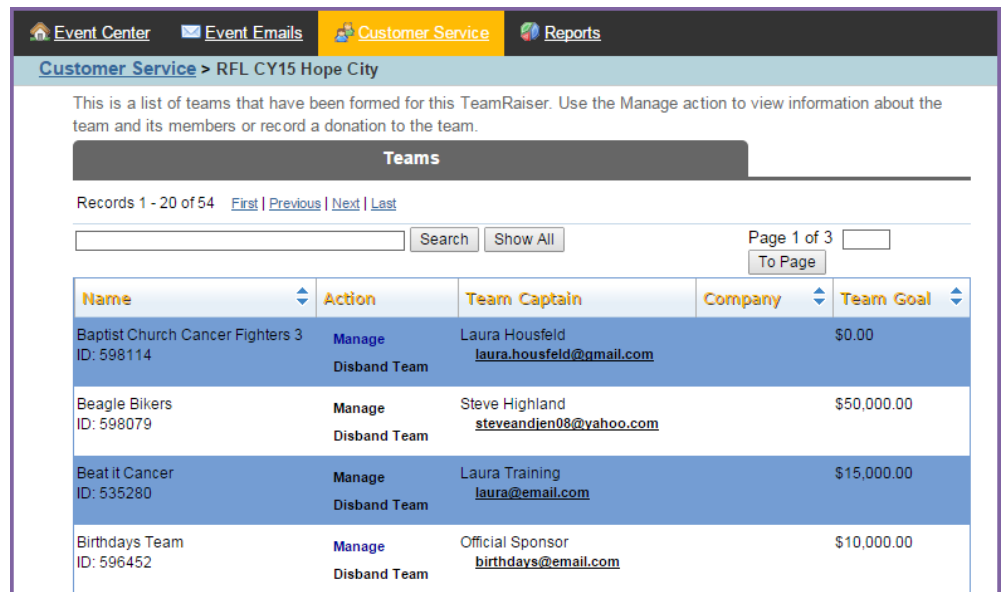 Event Center Event Emails Customer Service Reports
Customer Service > RFL CY15 Hope City
This is a list of teams that have been formed for this TeamRaiser. Use the Manage action to view information about the
team and its members or record a donation to the team.
Teams
Records 1 - 20 of 54 First | Previous | Next | Last
Search Show All Page 1 of 3
To Page
Name Action Team Captain Company Team Goal
Baptist Church Cancer Fighters 3 Manage Laura Housfeld $0.00
ID: 598114 laura.housfeld@gmail.com
Disband Team
Beagle Bikers Manage Steve Highland $50,000.00
ID: 598079 steveandjen08@yahoo.com
Disband Team
Beat it Cancer Manage Laura Training $15,000.00
ID: 535280 laura@email.com
Disband Team
Birthdays Team Manage Official Sponsor $10,000.00
ID: 596452 birthdays@email.com
Disband Team